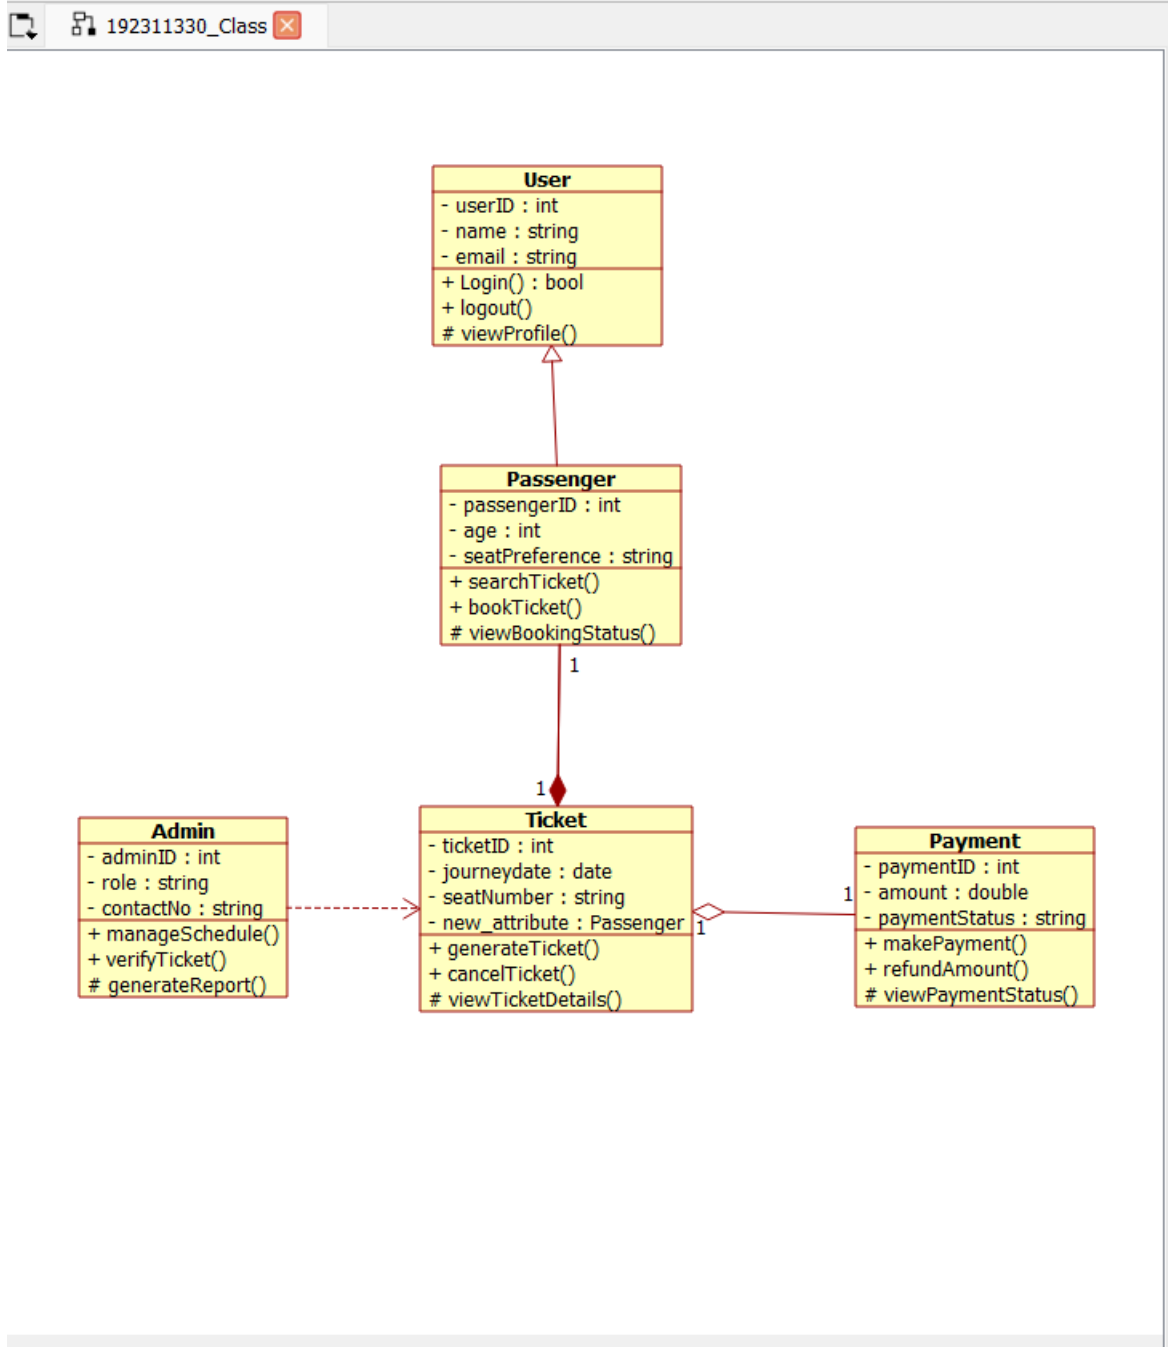 192311330_Class
User
- userID : int
- name : string
- email : string
+ Login() : bool
+ logout()
# viewProfile()
Passenger
- passengerID : int
- age : int
- seatPreference : string
+ searchTicket()
+ bookTicket()
# viewBookingStatus()
1
1
Admin
- adminID : int
- role : string
- contactNo : string
+ manageSchedule()
+ verifyTicket()
# generateReport()
Ticket
- ticketID : int
- journeydate : date
- seatNumber : string
- new_attribute : Passenger
+ generateTicket()
+ cancelTicket()
# viewTicketDetails()
1
1
Payment
- paymentID : int
- amount : double
- paymentStatus : string
+ makePayment()
+ refundAmount()
# viewPaymentStatus()